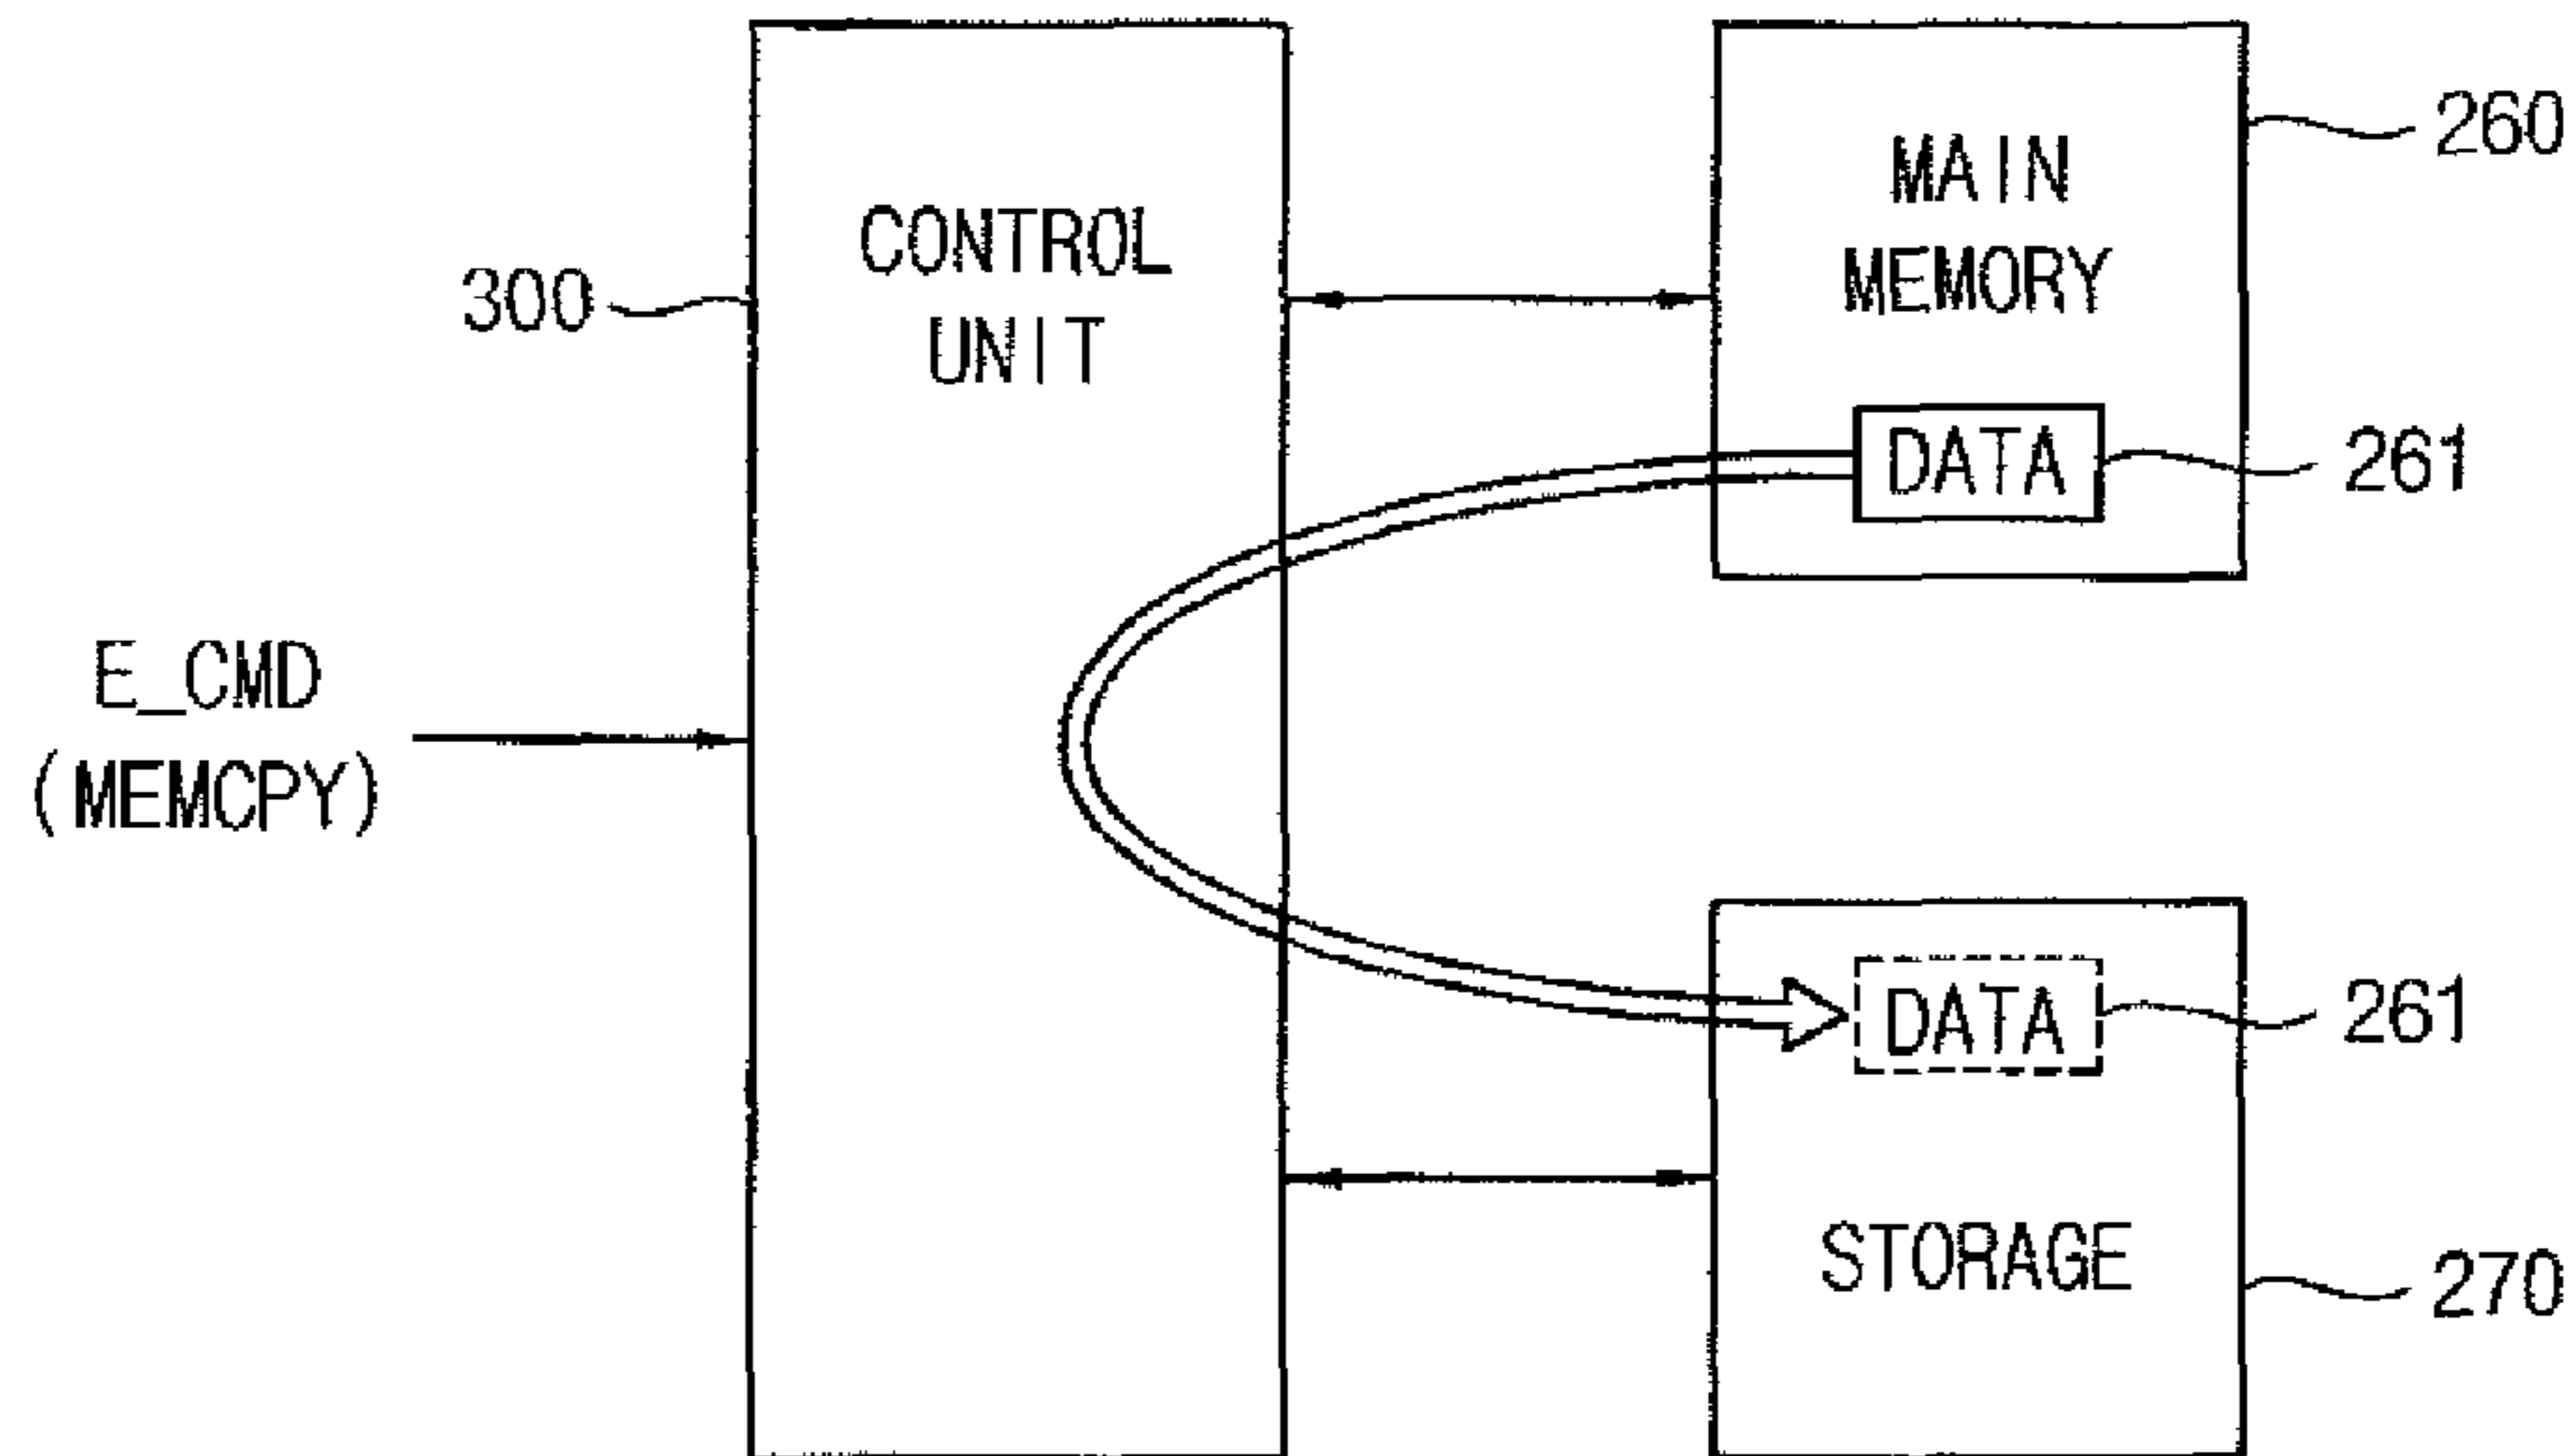 300
CONTROL
UNIT
MAIN
MEMORY
260
DATA
261
E_CMD
(MEMCPY)
DATA
261
STORAGE
270